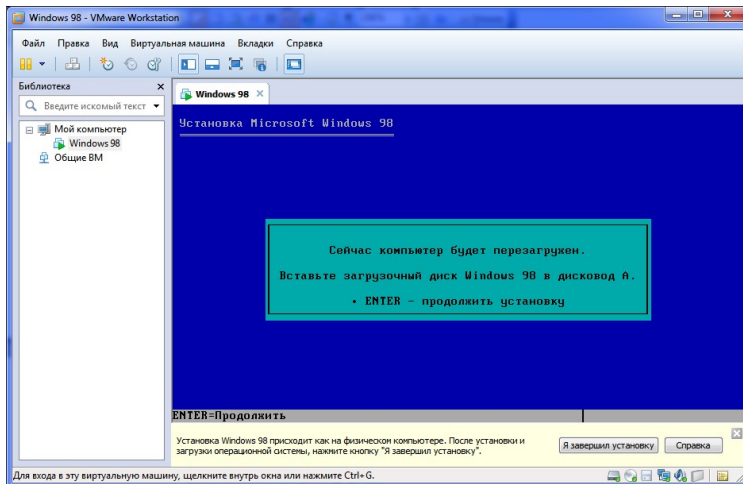 Windows 98 - VMware Workstation
Файл Правка Вид Виртуальная машина Вкладки Справка
Библиотека
Введите искомый текст
Мой компьютер
Windows 98
Общие ВМ
Windows 98
Установка Microsoft Windows 98
Сейчас компьютер будет перезагружен.
Вставьте загрузочный диск Windows 98 в дисковод A.
• ENTER - продолжить установку
ENTER=Продолжить
Установка Windows 98 присходит как на физическом компьютере. После установки и
загрузки операционной системы, нажмите кнопку "Я завершил установку".
Я завершил установку
Справка
Для входа в эту виртуальную машину, щелкните внутрь окна или нажмите Ctrl+G.